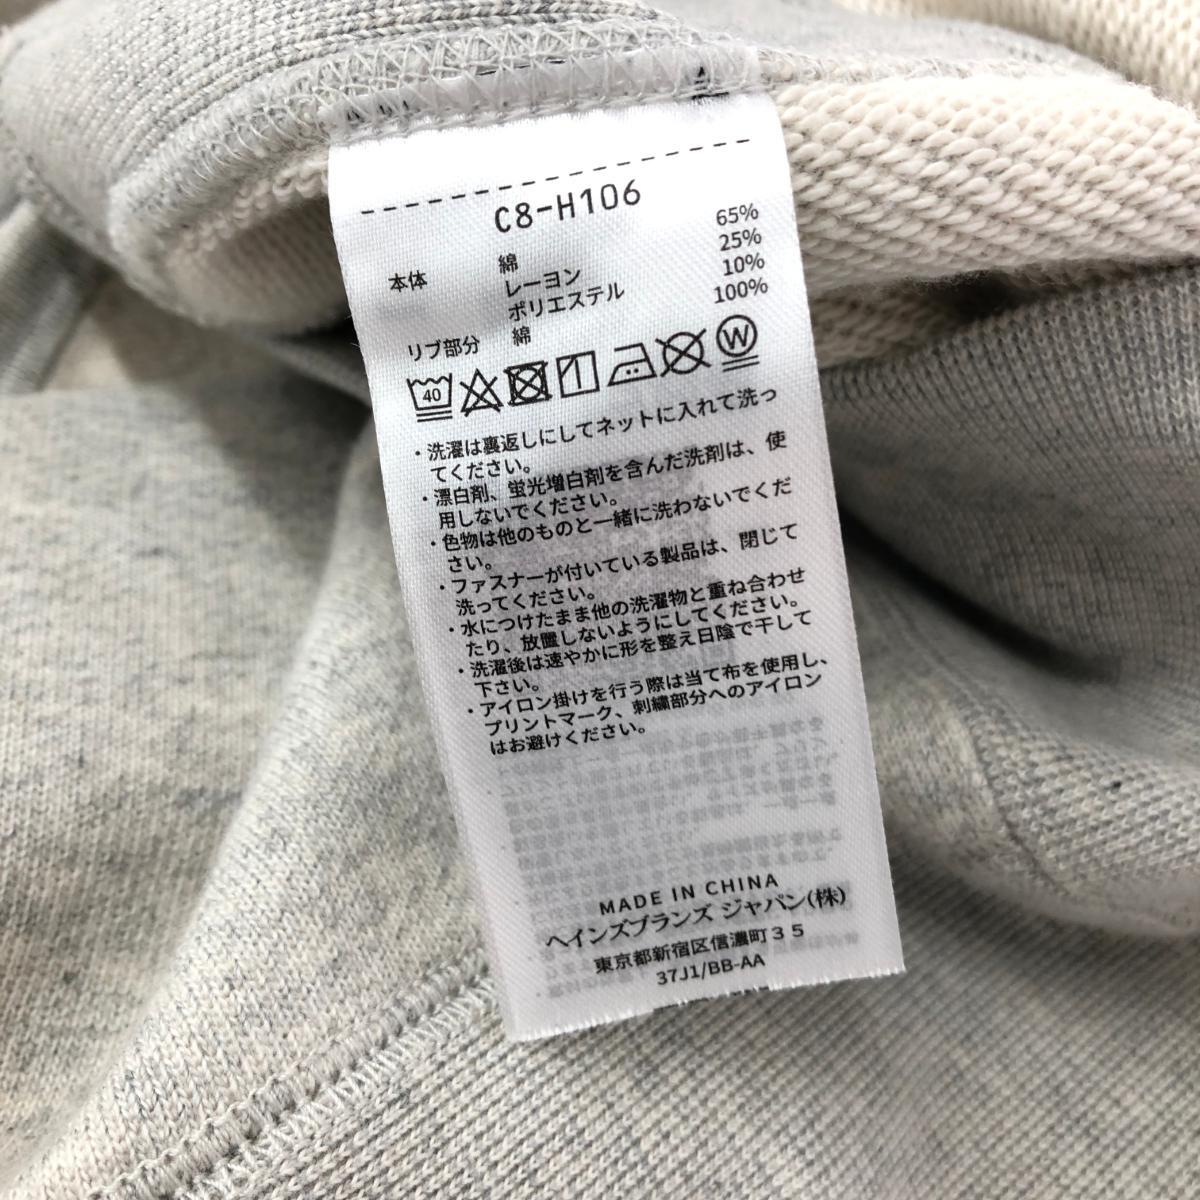 C8-H106
本体 綿 65%
レーヨン 25%
ポリエステル 10%
リブ部分 綿 100%
40 W
・洗濯は裏返しにしてネットに入れて洗っ
てください。
・漂白剤、蛍光増白剤を含んだ洗剤は、使
用しないでください。
・色物は他のものと一緒に洗わないでくだ
さい。
・ファスナーが付いている製品は、閉じて
洗ってください。
・水につけたまま他の洗濯物と重ね合わせ
たり、放置しないようにしてください。
・洗濯後は速やかに形を整え日陰で干して
下さい。
・アイロン掛けを行う際は当て布を使用し、
プリントマーク、刺繍部分へのアイロン
はお避けください。
MADE IN CHINA
ヘインズブランズ ジャパン(株)
東京都新宿区信濃町35
37J1/BB-AA